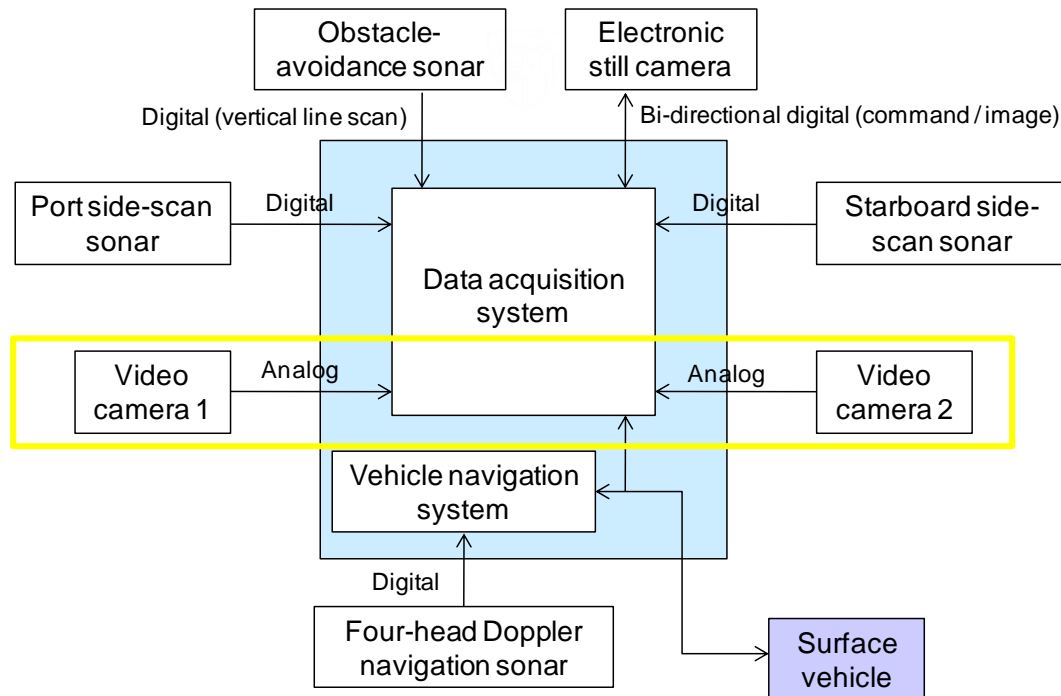 Obstacle-
avoidance sonar
Electronic
still camera
Digital (vertical line scan)
Bi-directional digital (command / image)
Port side-scan
sonar
Digital
Digital
Starboard side-
scan sonar
Data acquisition
system
Video
camera 1
Analog
Analog
Video
camera 2
Vehicle navigation
system
Digital
Four-head Doppler
navigation sonar
Surface
vehicle